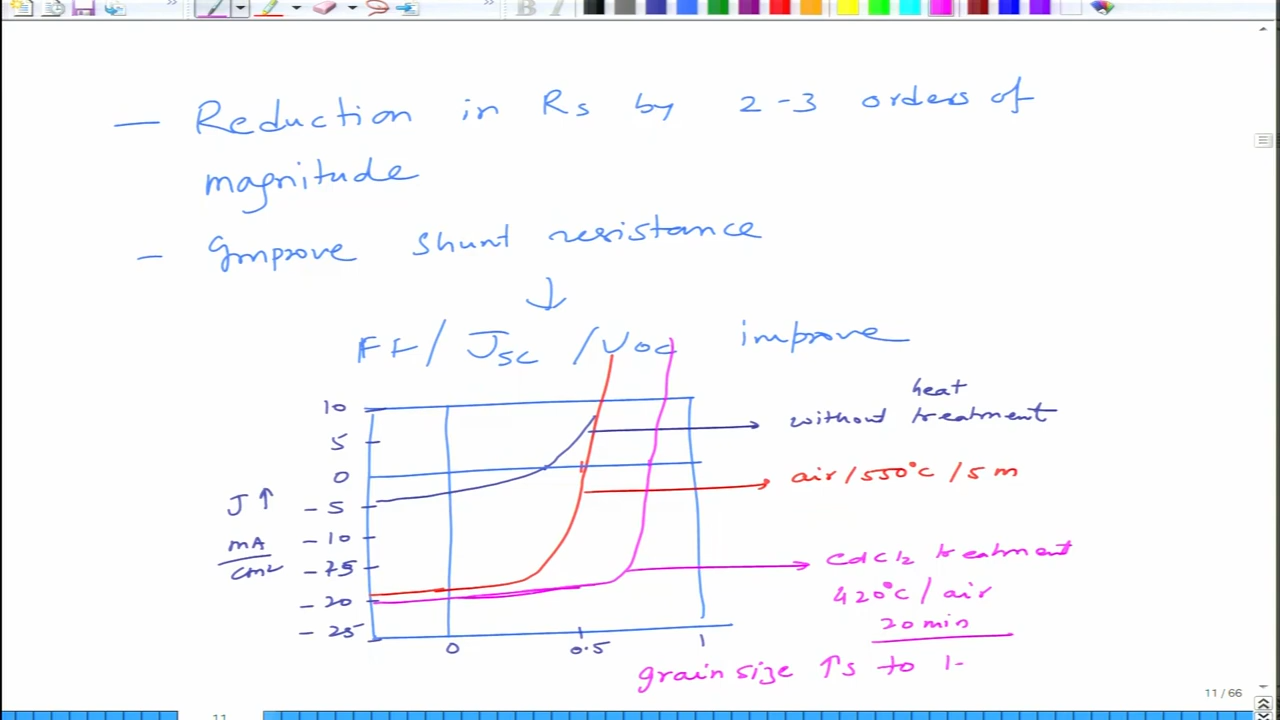 — Reduction in Rs by 2-3 orders of
magnitude
- Improve shunt resistance
↓
FF/ Jsc /Voc improve
heat
without treatment
air/550°C/5 m
CdCl2 treatment
420°C/air
20 min
grain size ↑s to 1-
10
5
0
-5
-10
-15
-20
-25
J↑
mA
cm2
0
0.5
1
11 / 66
11
B I